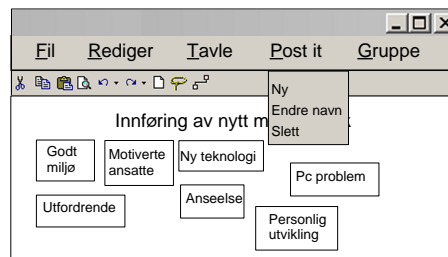 Fil Rediger Tavle Post it Gruppe
Ny
Endre navn
Slett
Innføring av nytt
Godt
miljø
Motiverte
ansatte
Ny teknologi
Pc problem
Utfordrende
Anseelse
Personlig
utvikling